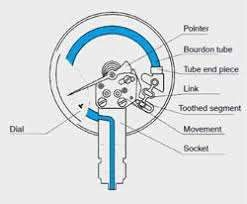 Pointer
Bourdon tube
Tube end piece
Link
Toothed segment
Dial
Movement
Socket